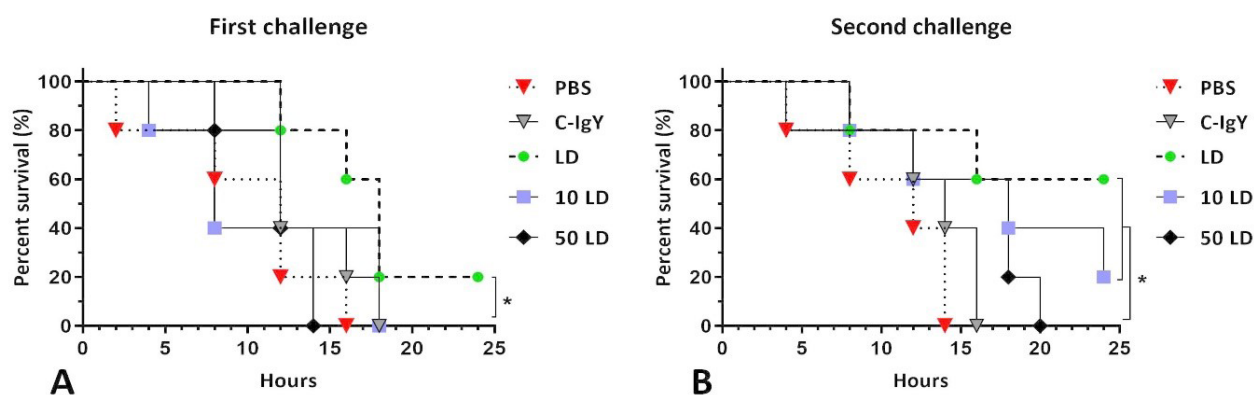 First challenge
Percent survival (%)
100
80
60
40
20
0
0 5 10 15 20 25
Hours
PBS
C-IgY
LD
10 LD
50 LD
*
A
Second challenge
Percent survival (%)
100
80
60
40
20
0
0 5 10 15 20 25
Hours
PBS
C-IgY
LD
10 LD
50 LD
*
B